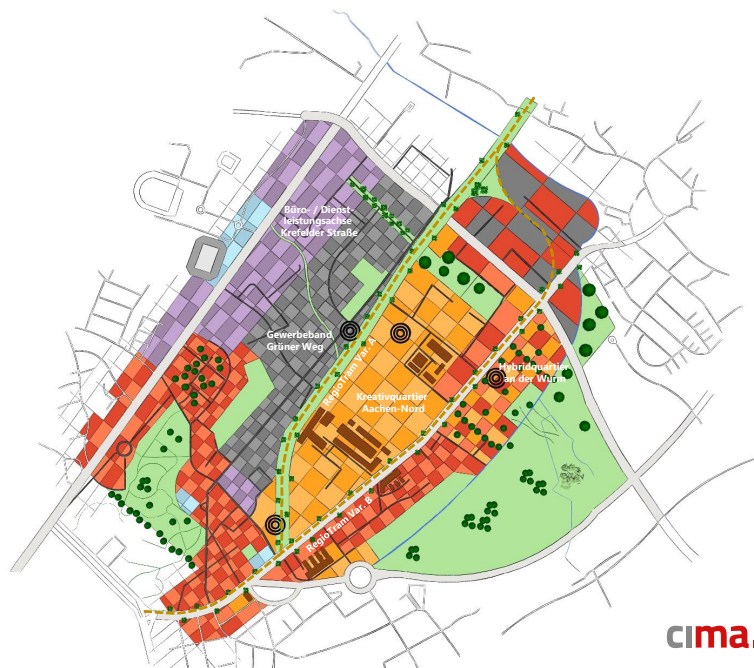 Büro- / Dienst-
leistungsachse
Krefelder Straße
Gewerbeband
Grüner Weg
RegioTram Var. A
Hybridquartier
an der Wurm
Kreativquartier
Aachen-Nord
RegioTram Var. B
cima.